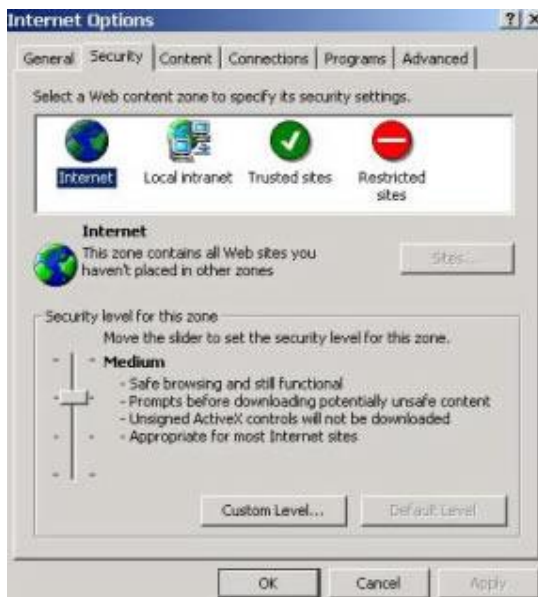 Internet Options
General Security Content Connections Programs Advanced
Select a Web content zone to specify its security settings.
Internet Local intranet Trusted sites Restricted
sites
Internet
This zone contains all Web sites you
haven't placed in other zones
Sites...
Security level for this zone
Move the slider to set the security level for this zone.
Medium
- Safe browsing and still functional
- Prompts before downloading potentially unsafe content
- Unsigned ActiveX controls will not be downloaded
- Appropriate for most Internet sites
Custom Level... Default Level
OK Cancel Apply